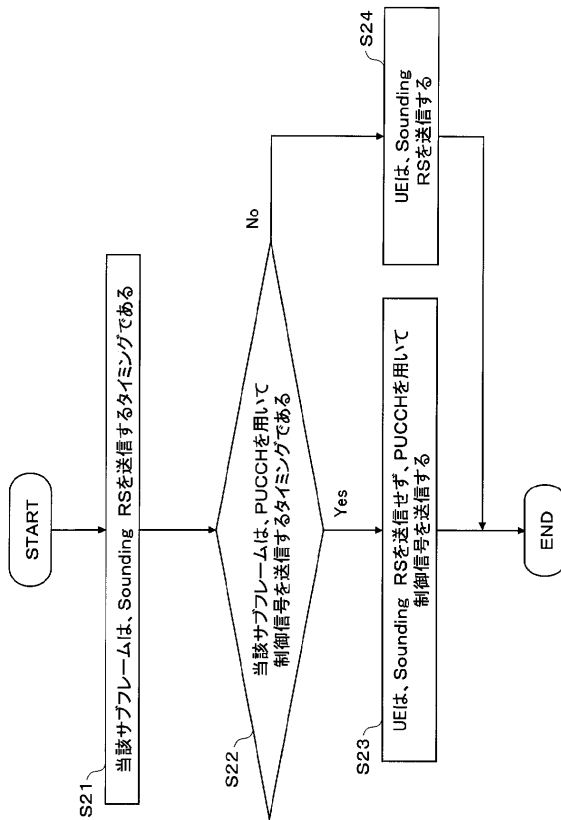 START
S21
当該サブフレームは、Sounding RSを送信するタイミングである
S22
当該サブフレームは、PUCCHを用いて
制御信号を送信するタイミングである
No
Yes
S23
UEは、Sounding RSを送信せず、PUCCHを用いて
制御信号を送信する
S24
UEは、Sounding
RSを送信する
END